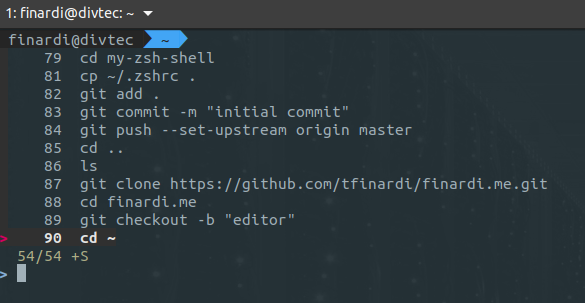 1: finardi@divtec: ~
finardi@divtec ~
79 cd my-zsh-shell
81 cp ~/.zshrc .
82 git add .
83 git commit -m "initial commit"
84 git push --set-upstream origin master
85 cd ..
86 ls
87 git clone https://github.com/tfinardi/finardi.me.git
88 cd finardi.me
89 git checkout -b "editor"
> 90 cd ~
54/54 +S
>